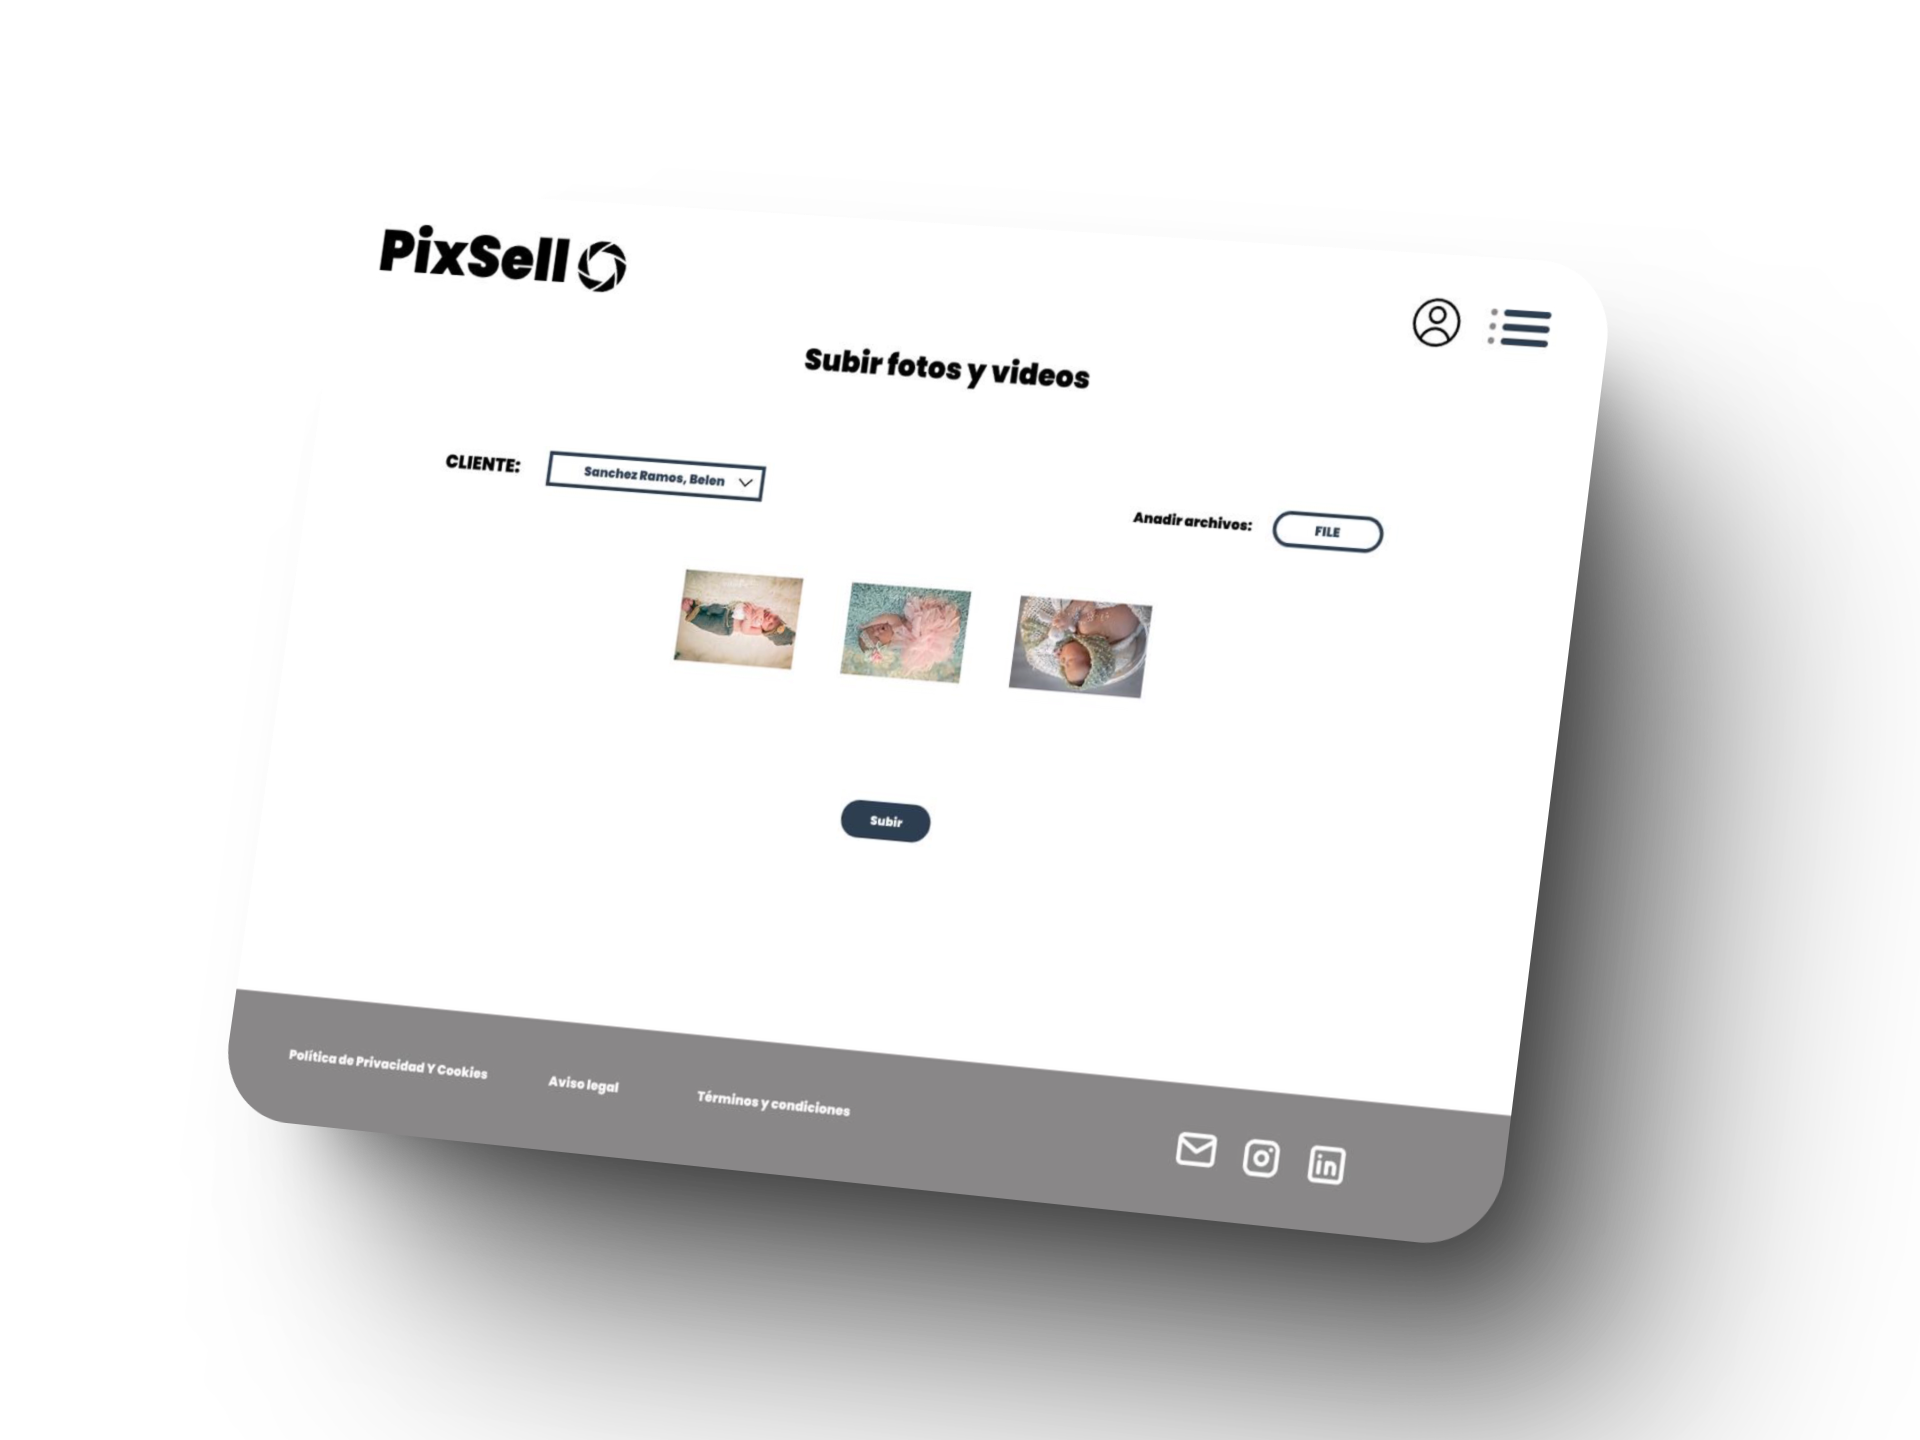 PixSell
Subir fotos y videos
CLIENTE:
Sanchez Ramos, Belen
Anadir archivos:
FILE
Subir
Política de Privacidad Y Cookies
Aviso legal
Términos y condiciones
in